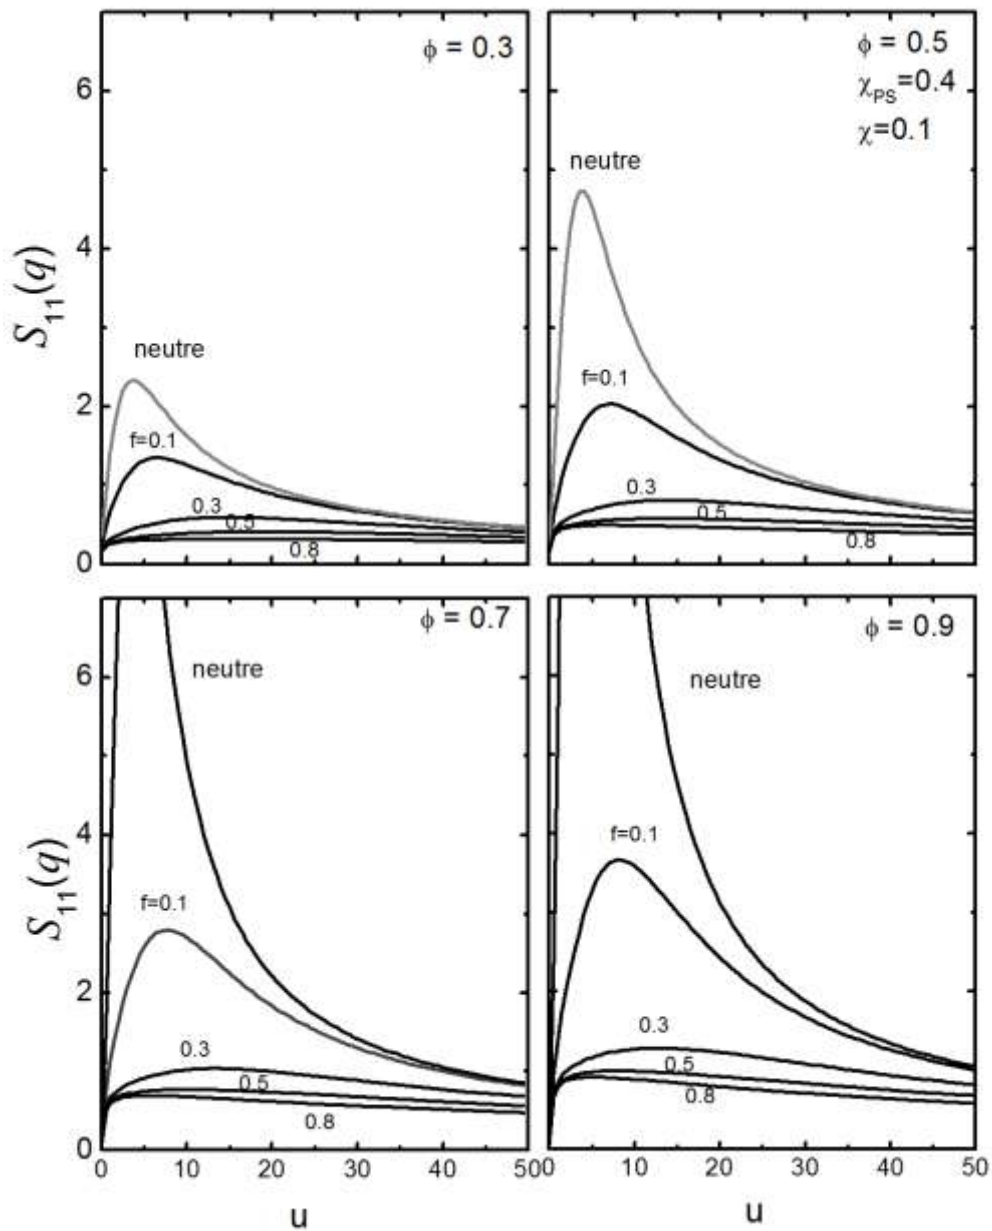 ϕ = 0.3
6
4
2
0
S₁₁(q)
neutre
f=0.1
0.3
0.5
0.8
ϕ = 0.5
χ_PS=0.4
χ=0.1
neutre
f=0.1
0.3
0.5
0.8
ϕ = 0.7
6
4
2
0
S₁₁(q)
neutre
f=0.1
0.3
0.5
0.8
0 10 20 30 40 50
u
ϕ = 0.9
neutre
f=0.1
0.3
0.5
0.8
0 10 20 30 40 50
u